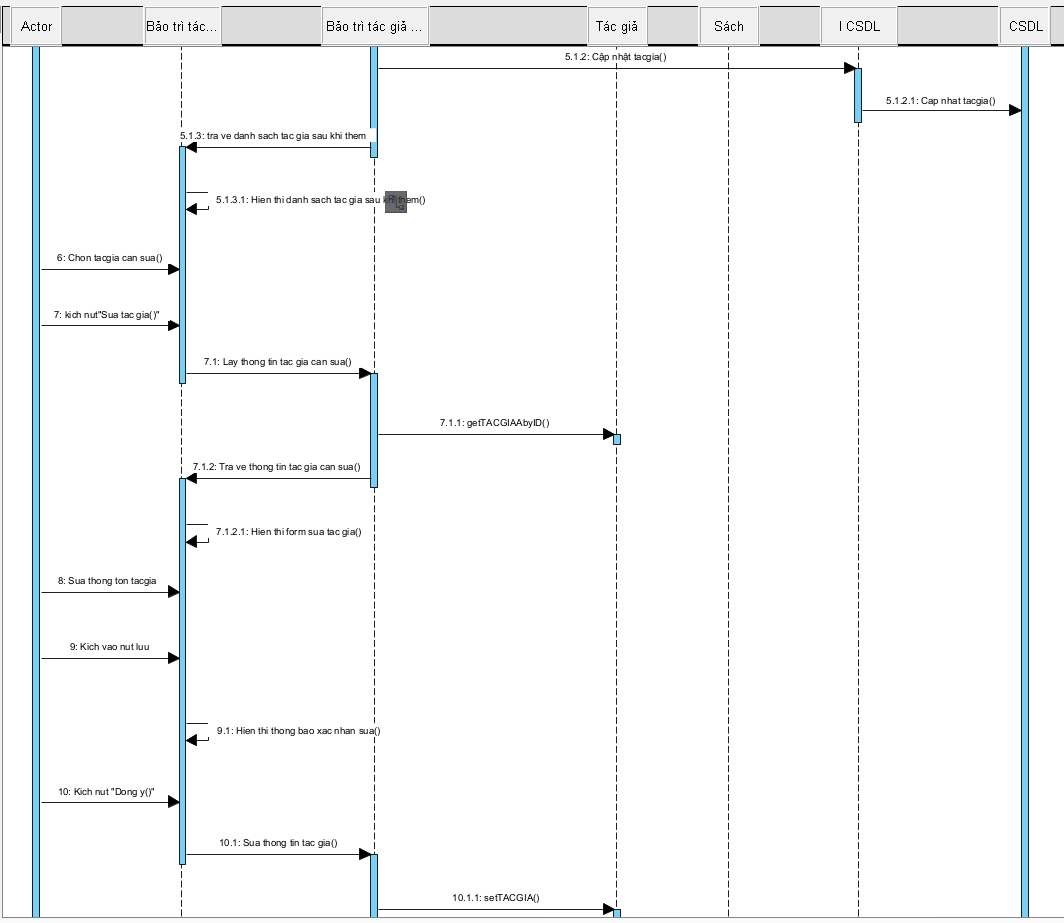 Actor
Bảo trì tác...
Bảo trì tác giả ...
Tác giả
Sách
I CSDL
CSDL
5.1.2: Cập nhật tacgia()
5.1.2.1: Cap nhat tacgia()
5.1.3: tra ve danh sach tac gia sau khi them
5.1.3.1: Hien thi danh sach tac gia sau khi them()
6: Chon tacgia can sua()
7: kich nut"Sua tac gia()"
7.1: Lay thong tin tac gia can sua()
7.1.1: getTACGIAAbyID()
7.1.2: Tra ve thong tin tac gia can sua()
7.1.2.1: Hien thi form sua tac gia()
8: Sua thong ton tacgia
9: Kich vao nut luu
9.1: Hien thi thong bao xac nhan sua()
10: Kich nut "Dong y()"
10.1: Sua thong tin tac gia()
10.1.1: setTACGIA()